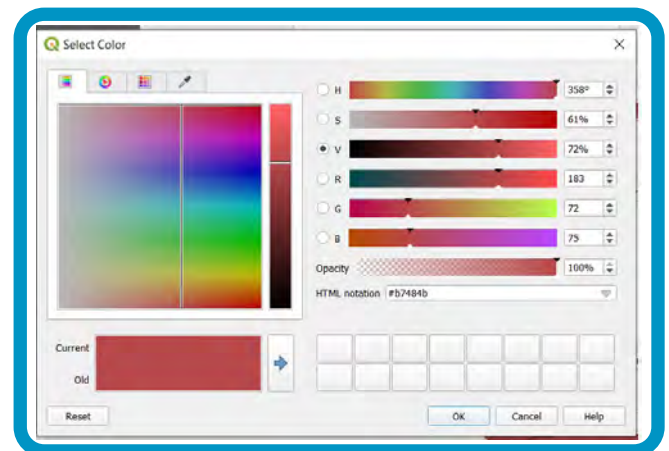 Select Color
H 358°
S 61%
V 72%
R 183
G 72
B 75
Opacity 100%
HTML notation #b7484b
Current
Old
Reset OK Cancel Help